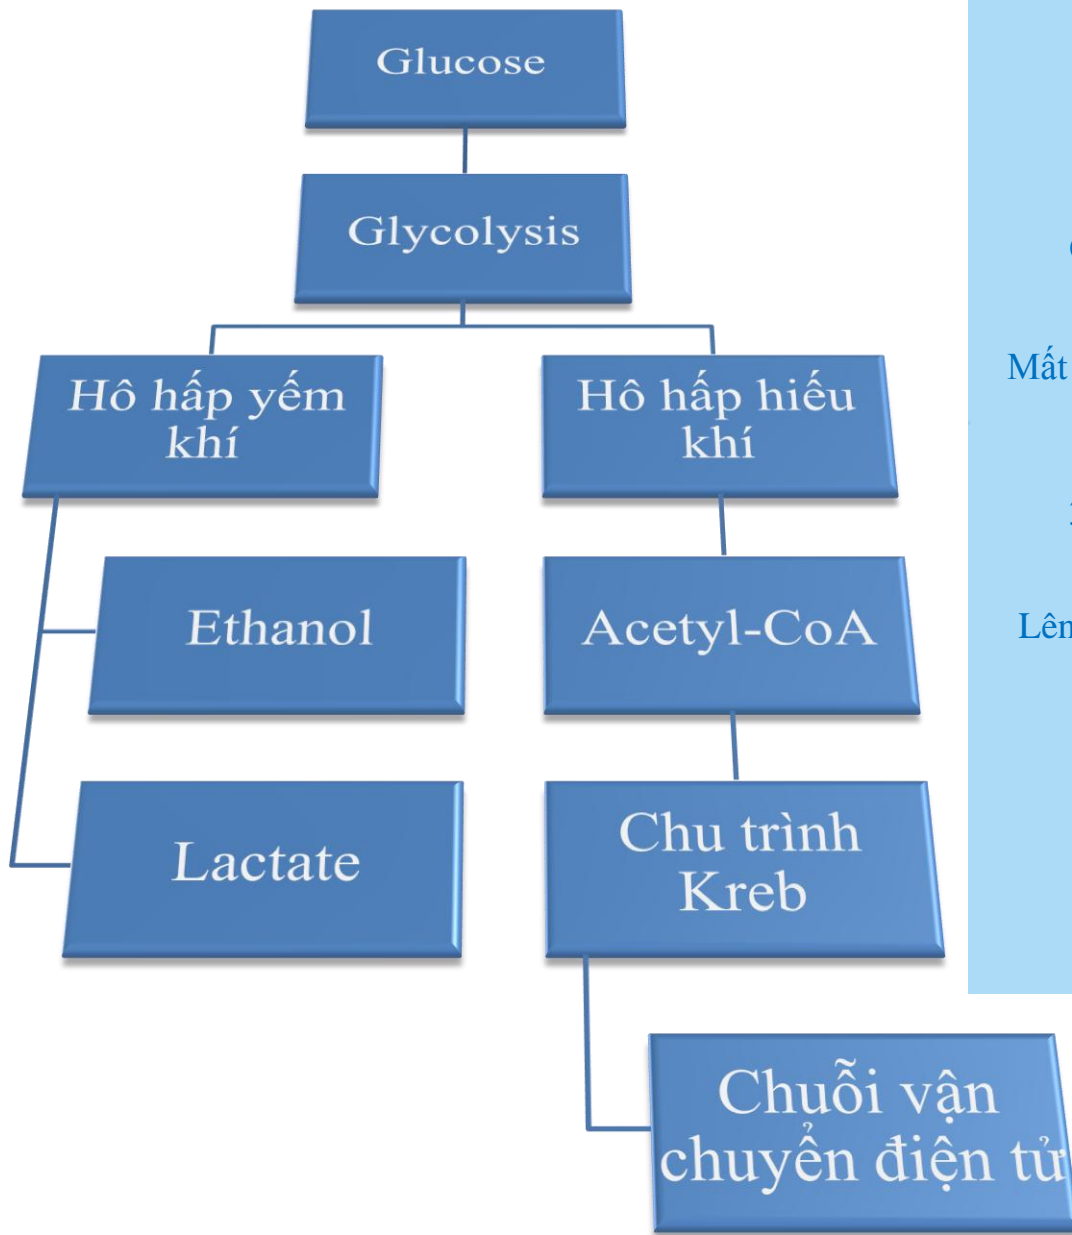 Glucose
Glycolysis
Hô hấp yếm
khí
Hô hấp hiếu
khí
Ethanol
Acetyl-CoA
Lactate
Chu trình
Kreb
Chuỗi vận
chuyển điện tử
Mất
Lên